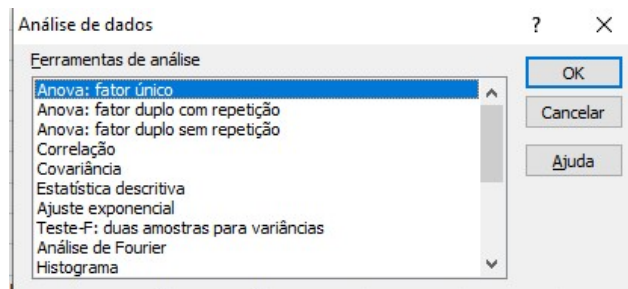 Análise de dados
?
Ferramentas de análise
Anova: fator único
Anova: fator duplo com repetição
Anova: fator duplo sem repetição
Correlação
Covariância
Estatística descritiva
Ajuste exponencial
Teste-F: duas amostras para variâncias
Análise de Fourier
Histograma
OK
Cancelar
Ajuda